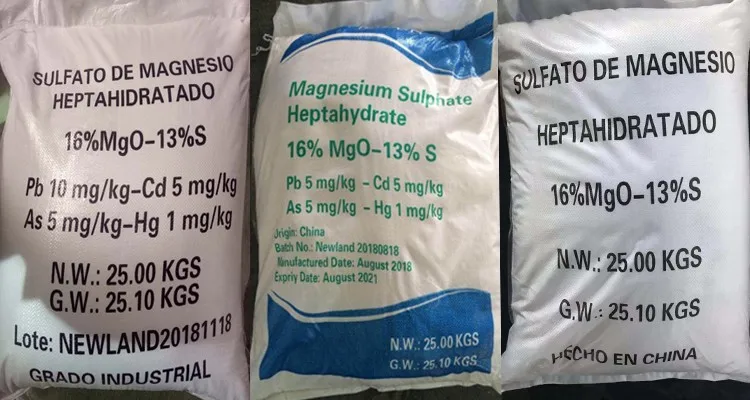 SULFATO DE MAGNESIO
HEPTAHIDRATADO
16%MgO-13%S
Pb 10 mg/kg-Cd 5 mg/kg
As 5 mg/kg-Hg 1 mg/kg
N.W.: 25.00 KGS
G.W.: 25.10 KGS
Lote: NEWLAND20181118
GRADO INDUSTRIAL
Magnesium Sulphate
Heptahydrate
16% MgO-13% S
Pb 5 mg/kg - Cd 5 mg/kg
As 5 mg/kg - Hg 1 mg/kg
Origin: China
Batch No.: Newland 20180818
Minufactured Date: August 2018
Expriy Date: August 2021
N.W.: 25.00 KGS
G.W.: 25.10 KGS
SULFATO DE MAGNESIO
HEPTAHIDRATADO
16%MgO-13%S
N.W.: 25.00 KGS
G.W.: 25.10 KGS
HECHO EN CHINA